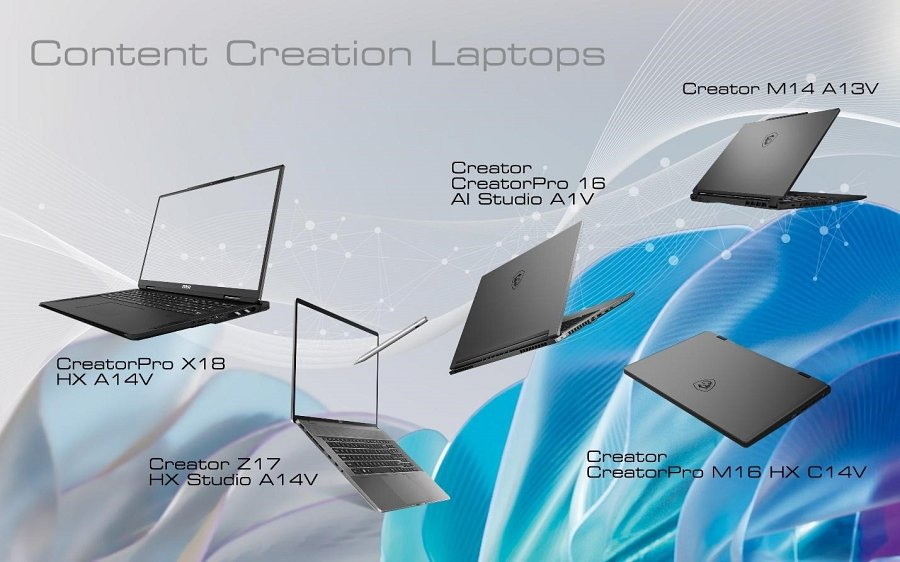 Content Creation Laptops
Creator M14 A13V
Creator
CreatorPro 16
AI Studio A1V
msi
CreatorPro X18
HX A14V
Creator Z17
HX Studio A14V
Creator
CreatorPro M16 HX C14V